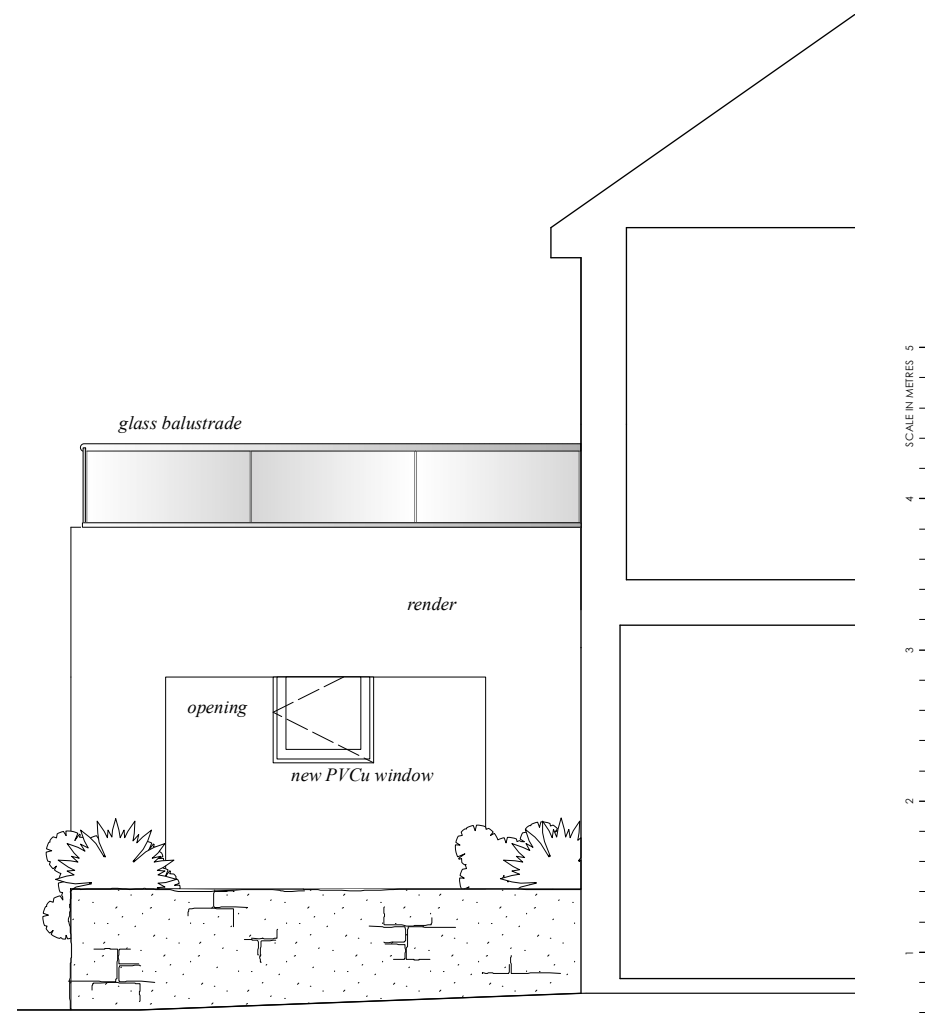 glass balustrade
render
opening
new PVCu window
SCALE IN METRES 5
4
3
2
1